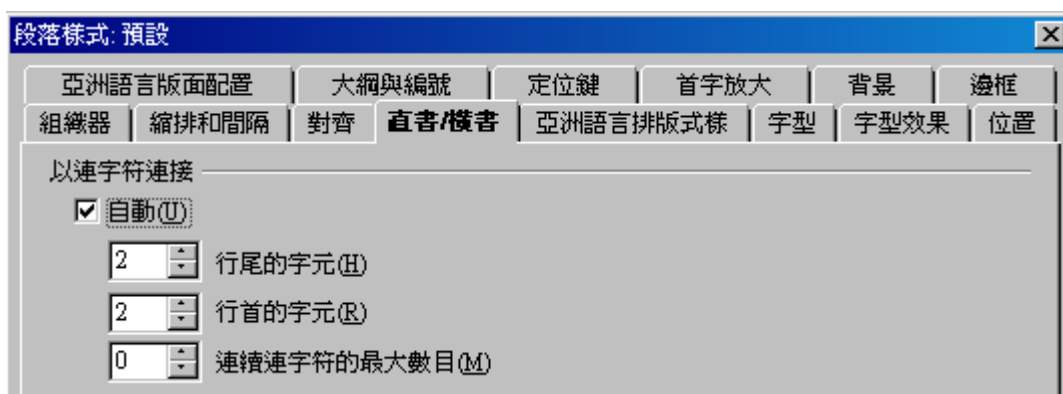 段落樣式: 預設
亞洲語言版面配置 大綱與編號 定位鍵 首字放大 背景 邊框
組織器 縮排和間隔 對齊 直書/橫書 亞洲語言排版式樣 字型 字型效果 位置
以連字符連接
自動(U)
2 行尾的字元(H)
2 行首的字元(R)
0 連續連字符的最大數目(M)